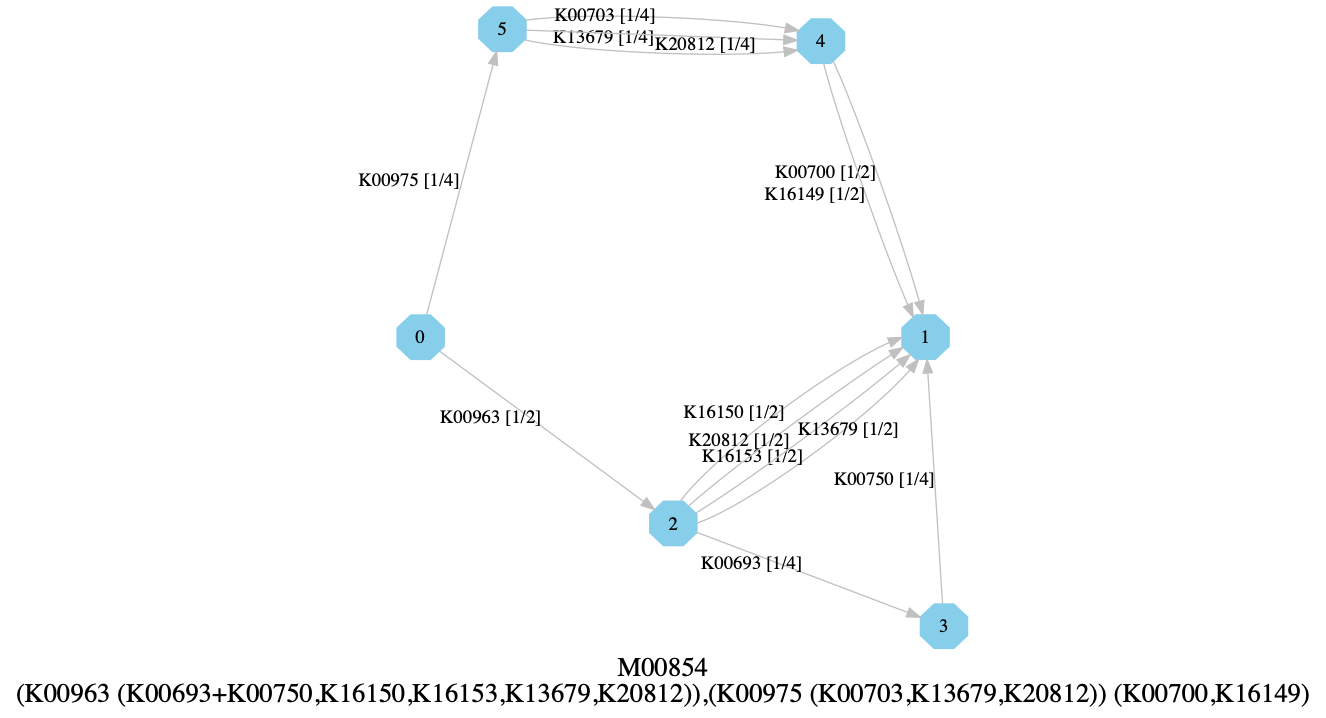 K00703 [1/4]
5
4
K13679 [1/4]
K20812 [1/4]
K00975 [1/4]
K00700 [1/2]
K16149 [1/2]
0
1
K00963 [1/2]
K16150 [1/2]
K13679 [1/2]
K20812 [1/2]
K16153 [1/2]
K00750 [1/4]
2
K00693 [1/4]
3
M00854
(K00963 (K00693+K00750,K16150,K16153,K13679,K20812)),(K00975 (K00703,K13679,K20812)) (K00700,K16149)